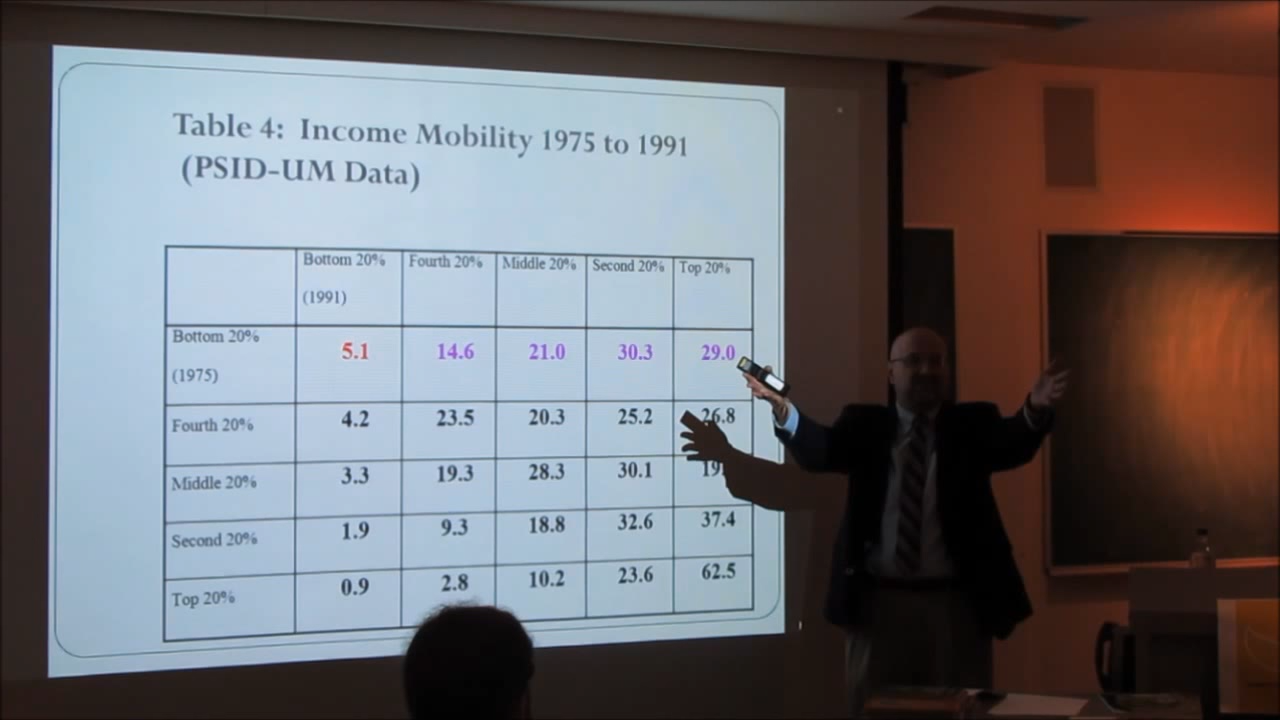 Table 4: Income Mobility 1975 to 1991
(PSID-UM Data)
Bottom 20% Fourth 20% Middle 20% Second 20% Top 20%
(1991)
Bottom 20%
(1975) 5.1 14.6 21.0 30.3 29.0
Fourth 20% 4.2 23.5 20.3 25.2 26.8
Middle 20% 3.3 19.3 28.3 30.1
Second 20% 1.9 9.3 18.8 32.6 37.4
Top 20% 0.9 2.8 10.2 23.6 62.5